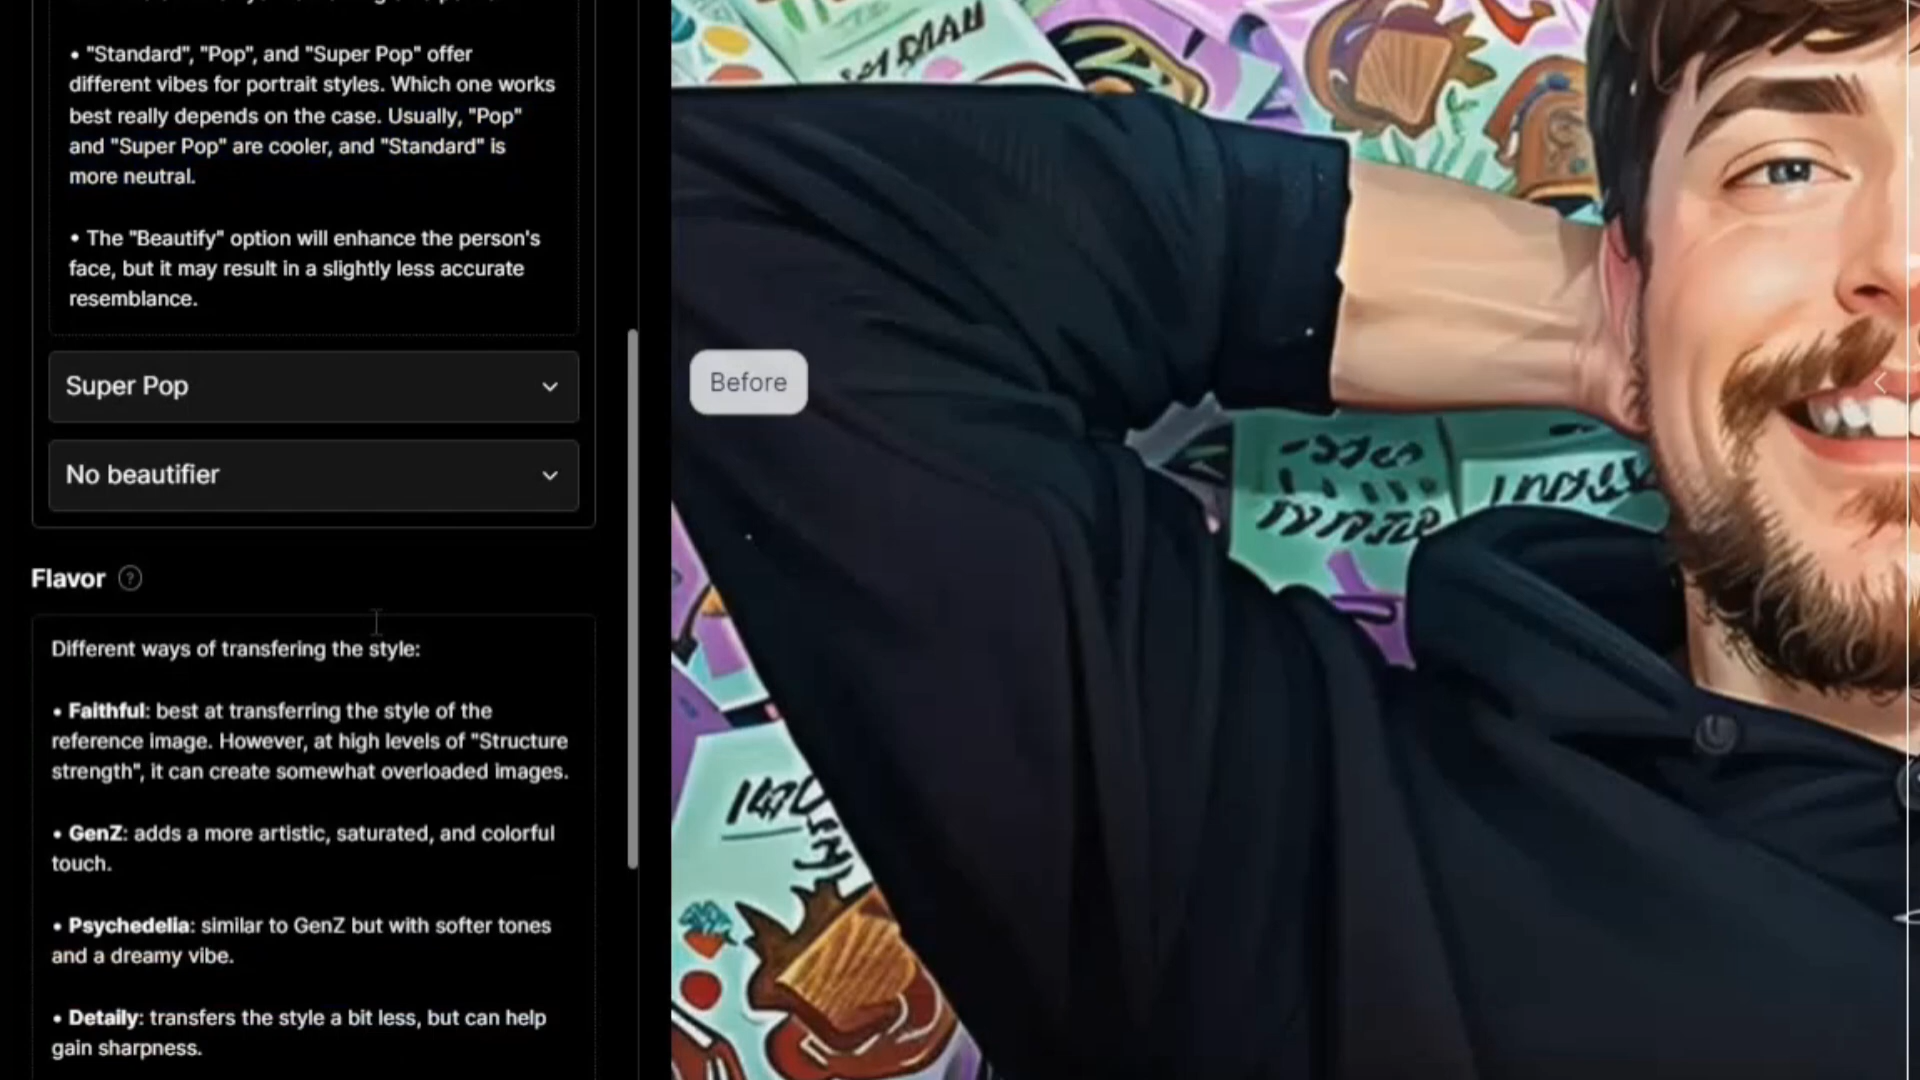 • "Standard", "Pop", and "Super Pop" offer
different vibes for portrait styles. Which one works
best really depends on the case. Usually, "Pop"
and "Super Pop" are cooler, and "Standard" is
more neutral.
• The "Beautify" option will enhance the person's
face, but it may result in a slightly less accurate
resemblance.
Super Pop
No beautifier
Flavor ?
Different ways of transfering the style:
• Faithful: best at transferring the style of the
reference image. However, at high levels of "Structure
strength", it can create somewhat overloaded images.
• GenZ: adds a more artistic, saturated, and colorful
touch.
• Psychedelia: similar to GenZ but with softer tones
and a dreamy vibe.
• Detaily: transfers the style a bit less, but can help
gain sharpness.
Before